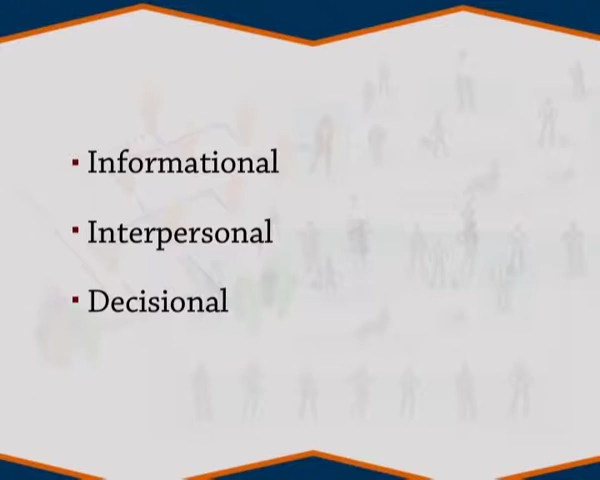 ▪ Informational
▪ Interpersonal
▪ Decisional